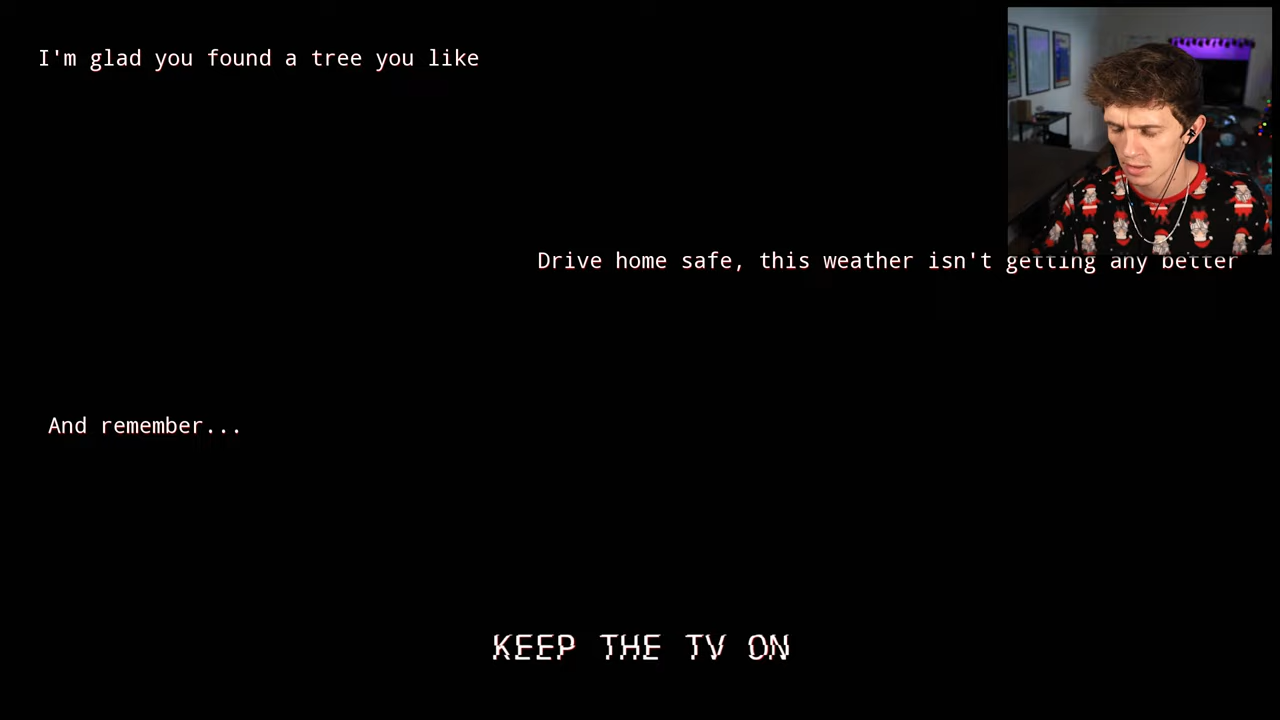 I'm glad you found a tree you like
Drive home safe, this weather isn't getting any better
And remember...
KEEP THE TV ON